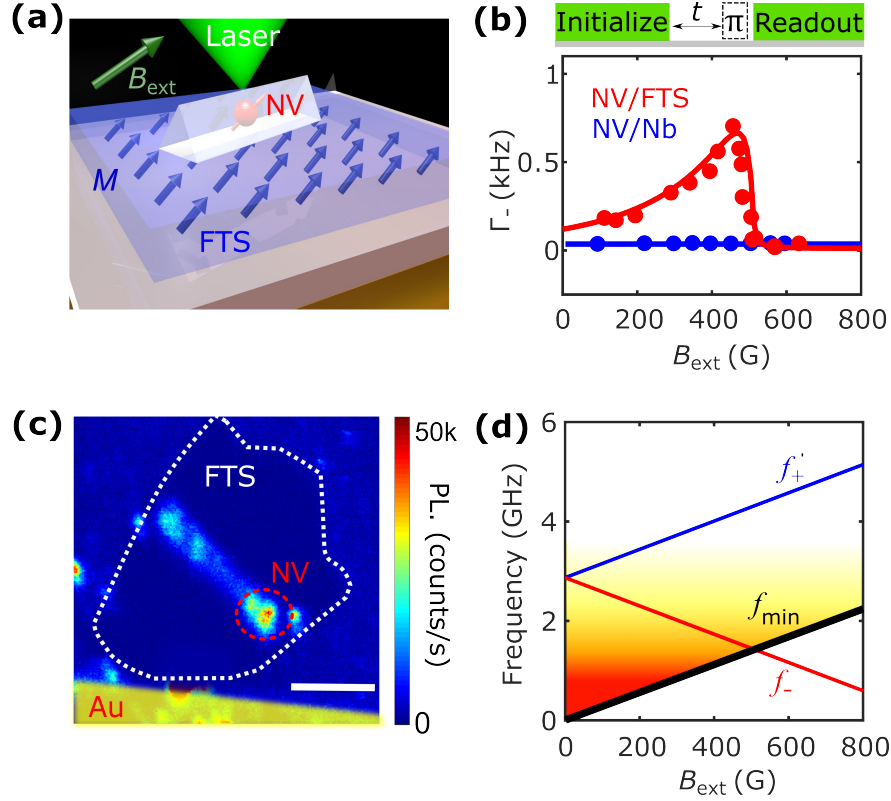 (a)
Laser
B_ext
NV
M
FTS
(b)
Initialize t π Readout
1
0.5
0
Γ_- (kHz)
NV/FTS
NV/Nb
0 200 400 600 800
B_ext (G)
(c)
FTS
NV
Au
50k
0
PL. (counts/s)
(d)
6
4
2
0
Frequency (GHz)
f_+
f_min
f_-
0 200 400 600 800
B_ext (G)